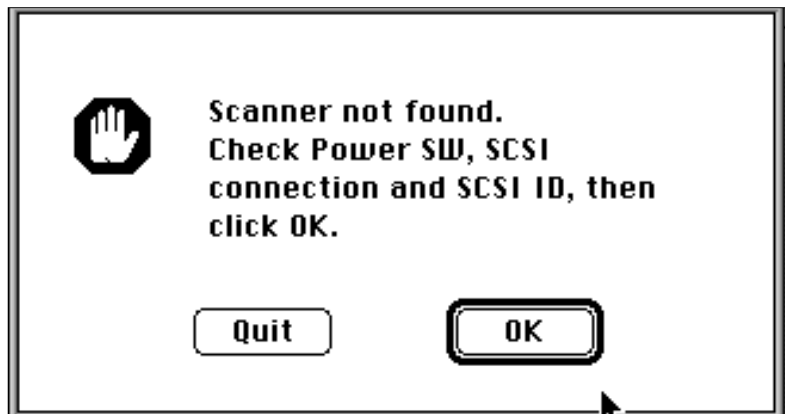 Scanner not found.
Check Power SW, SCSI
connection and SCSI ID, then
click OK.
Quit
OK